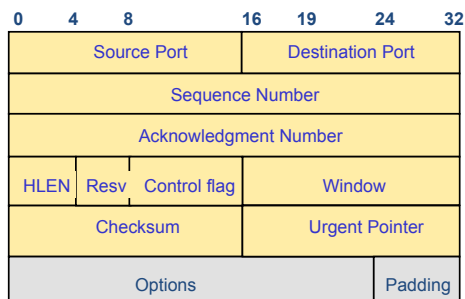 0 4 8 16 19 24 32
Source Port Destination Port
Sequence Number
Acknowledgment Number
HLEN Resv Control flag Window
Checksum Urgent Pointer
Options Padding